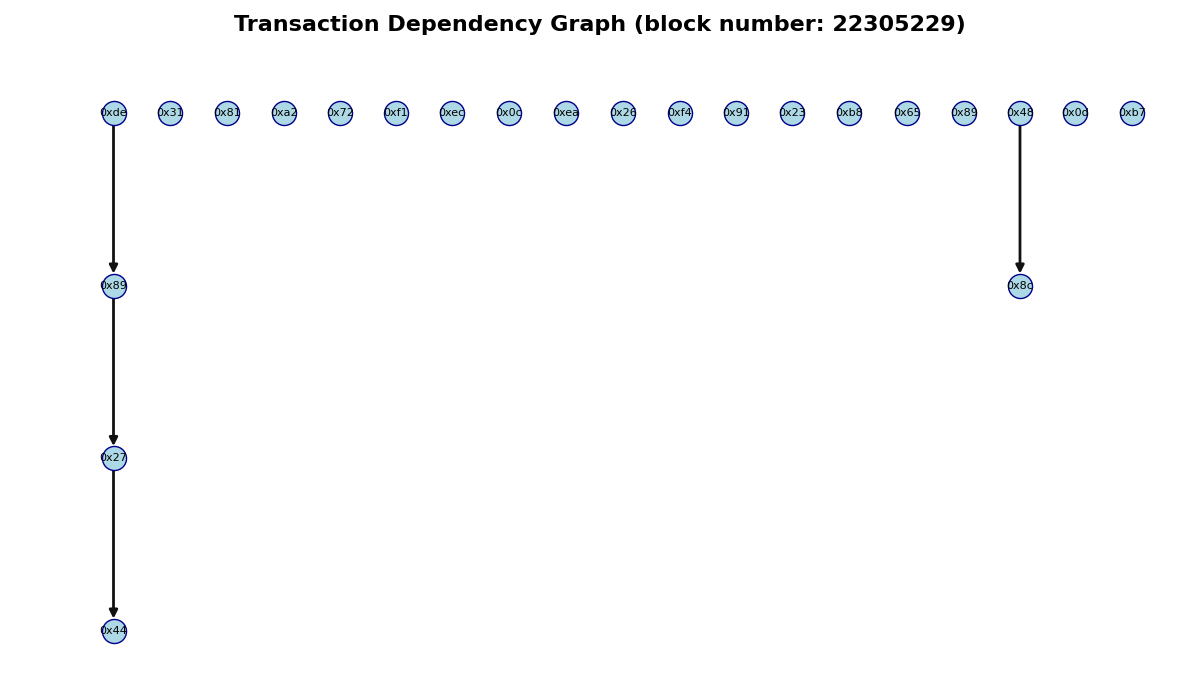 Transaction Dependency Graph (block number: 22305229)
0xde 0x31 0x81 0xa2 0x72 0xf1 0xec 0x0c 0xea 0x26 0xf4 0x91 0x23 0xb8 0x65 0x89 0x48 0x0d 0xb7
0x89 0x8c
0x27
0x44